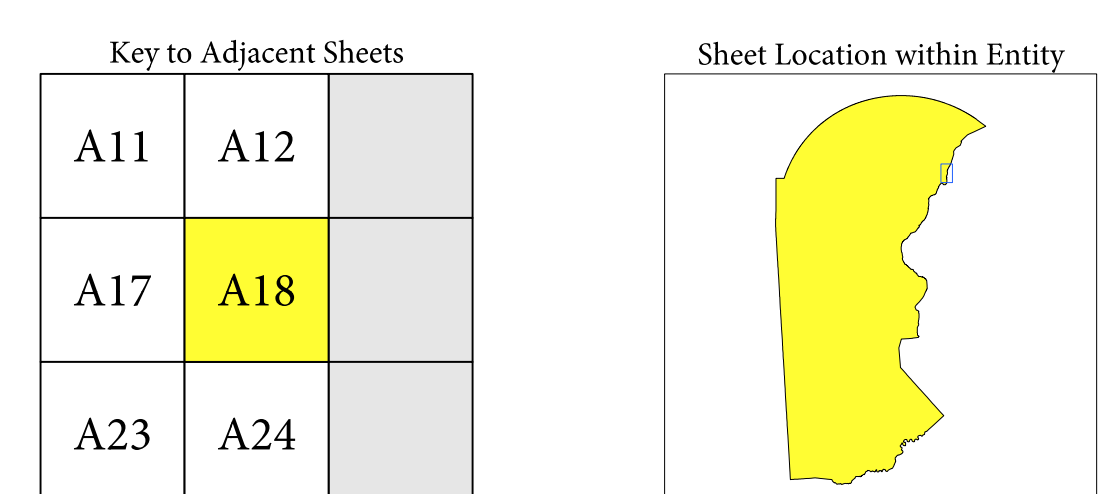 Key to Adjacent Sheets
Sheet Location within Entity
A11 A12
A17 A18
A23 A24